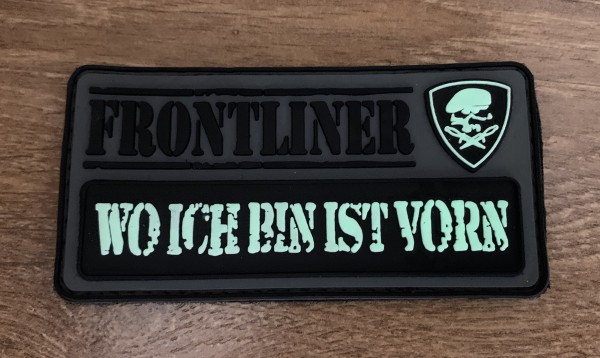 FRONTLINER
WO ICH BIN IST VORN